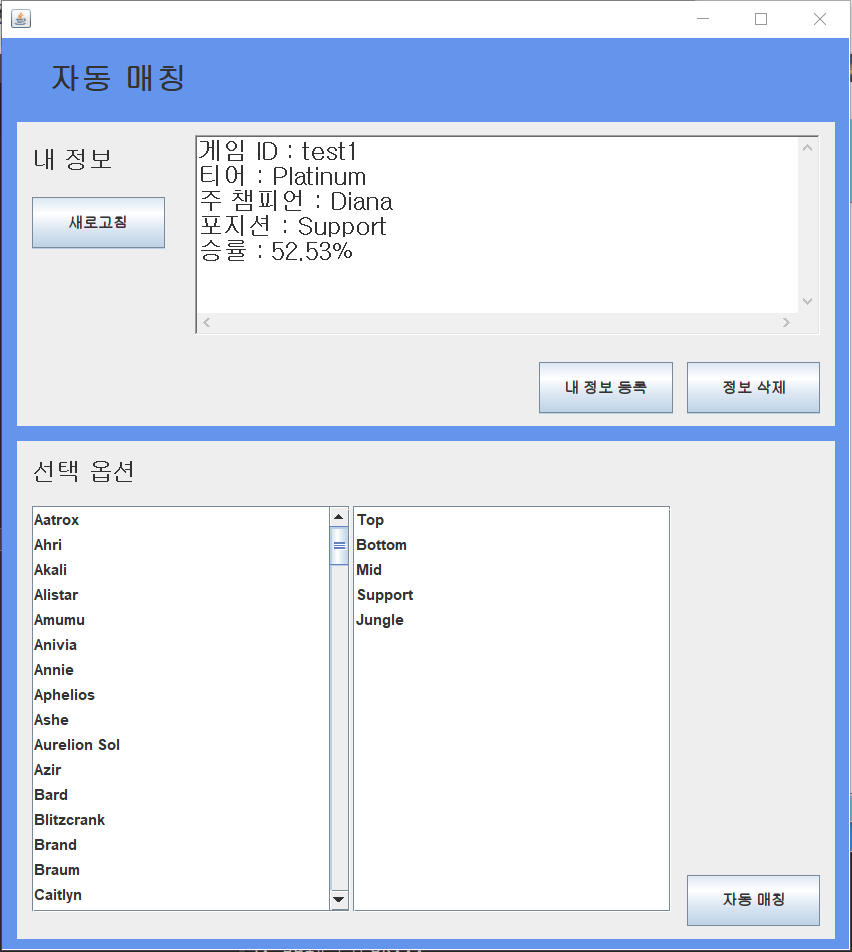 자동 매칭
내 정보
새로고침
게임 ID : test1
티어 : Platinum
주 챔피언 : Diana
포지션 : Support
승률 : 52.53%
내 정보 등록
정보 삭제
선택 옵션
Aatrox
Ahri
Akali
Alistar
Amumu
Anivia
Annie
Aphelios
Ashe
Aurelion Sol
Azir
Bard
Blitzcrank
Brand
Braum
Caitlyn
Top
Bottom
Mid
Support
Jungle
자동 매칭